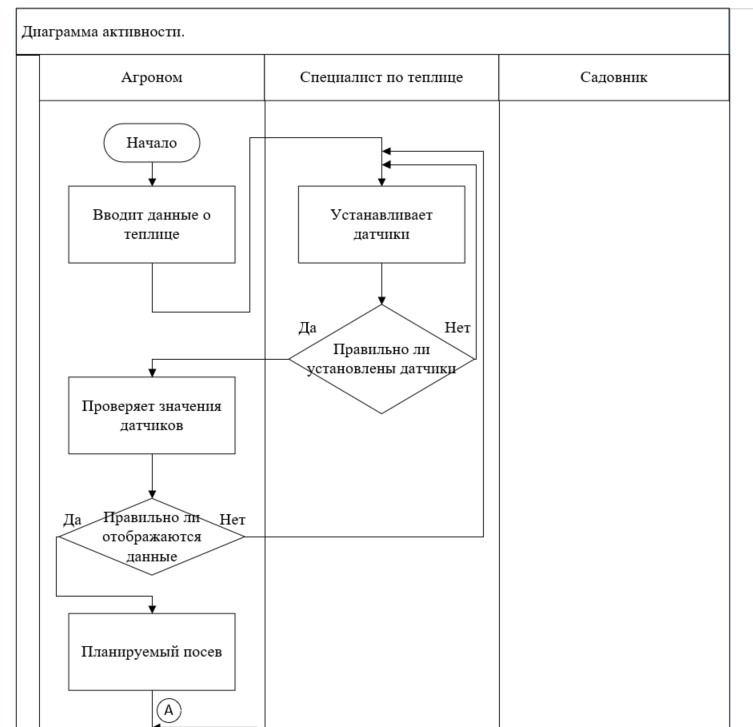 Диаграмма активности.
Агроном
Специалист по теплице
Садовник
Начало
Вводит данные о
теплице
Устанавливает
датчики
Да
Нет
Правильно ли
установлены датчики
Проверяет значения
датчиков
Да
Правильно ли
Нет
отображаются
данные
Планируемый посев
А